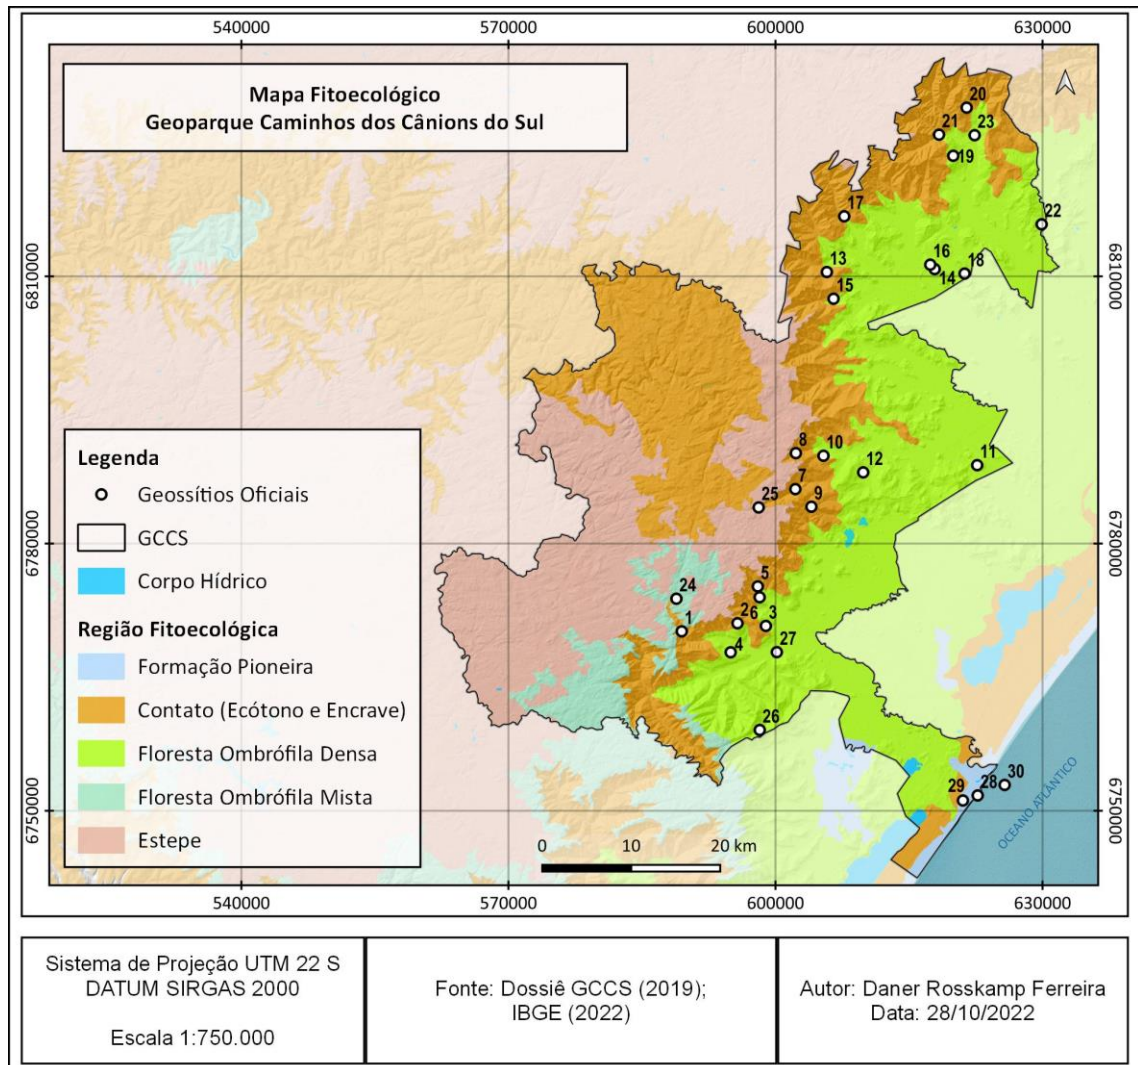 540000
570000
600000
630000
Mapa Fitoecológico
Geoparque Caminhos dos Cânions do Sul
20
21
23
19
22
17
13
16
14
18
15
6810000
6810000
8
10
12
11
7
25
9
6780000
6780000
5
24
1
2
6
3
4
27
26
30
28
29
6750000
6750000
OCEANO ATLÂNTICO
Legenda
Geossítios Oficiais
GCCS
Corpo Hídrico
Região Fitoecológica
Formação Pioneira
Contato (Ecótono e Encrave)
Floresta Ombrófila Densa
Floresta Ombrófila Mista
Estepe
0 10 20 km
540000
570000
600000
630000
Sistema de Projeção UTM 22 S
DATUM SIRGAS 2000
Escala 1:750.000
Fonte: Dossiê GCCS (2019);
IBGE (2022)
Autor: Daner Rosskamp Ferreira
Data: 28/10/2022